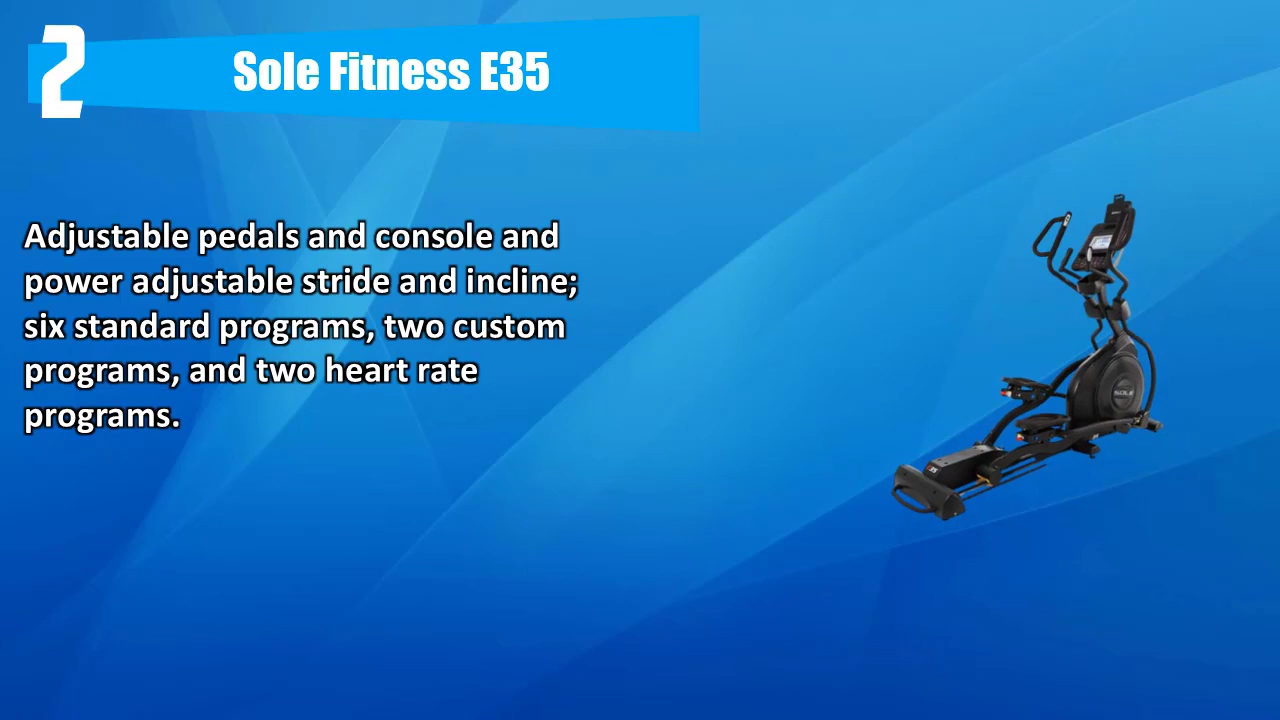 2
Sole Fitness E35
Adjustable pedals and console and
power adjustable stride and incline;
six standard programs, two custom
programs, and two heart rate
programs.
SOLE